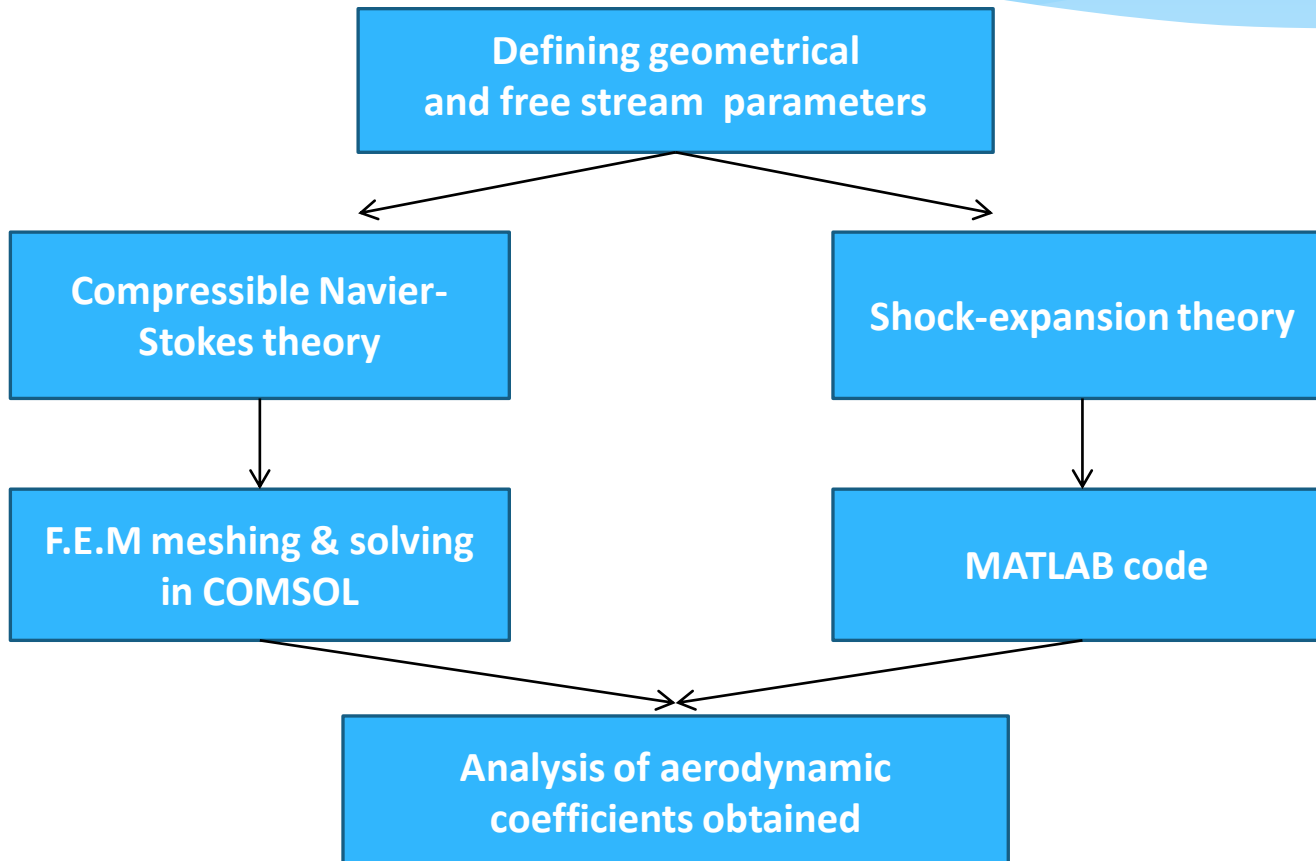 Defining geometrical
and free stream parameters
Compressible Navier-
Stokes theory
Shock-expansion theory
F.E.M meshing & solving
in COMSOL
MATLAB code
Analysis of aerodynamic
coefficients obtained